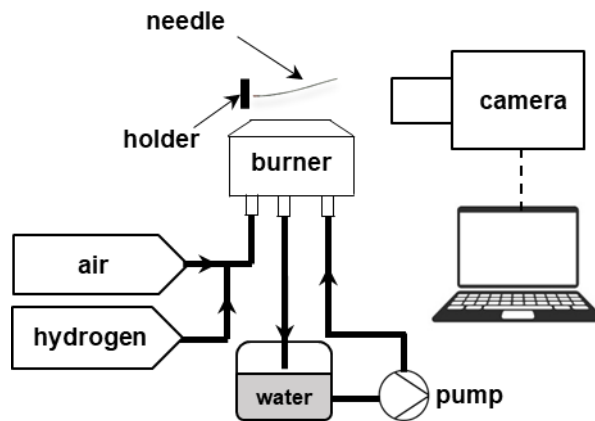 needle
holder
camera
burner
air
hydrogen
water
pump